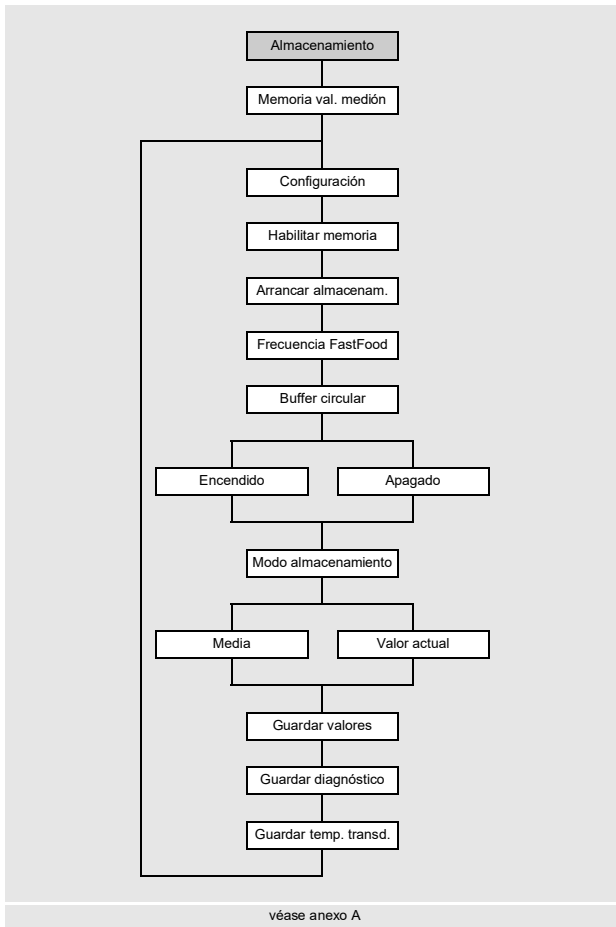 Almacenamiento
Memoria val. medión
Configuración
Habilitar memoria
Arrancar almacenam.
Frecuencia FastFood
Buffer circular
Encendido
Apagado
Modo almacenamiento
Media
Valor actual
Guardar valores
Guardar diagnóstico
Guardar temp. transd.
véase anexo A